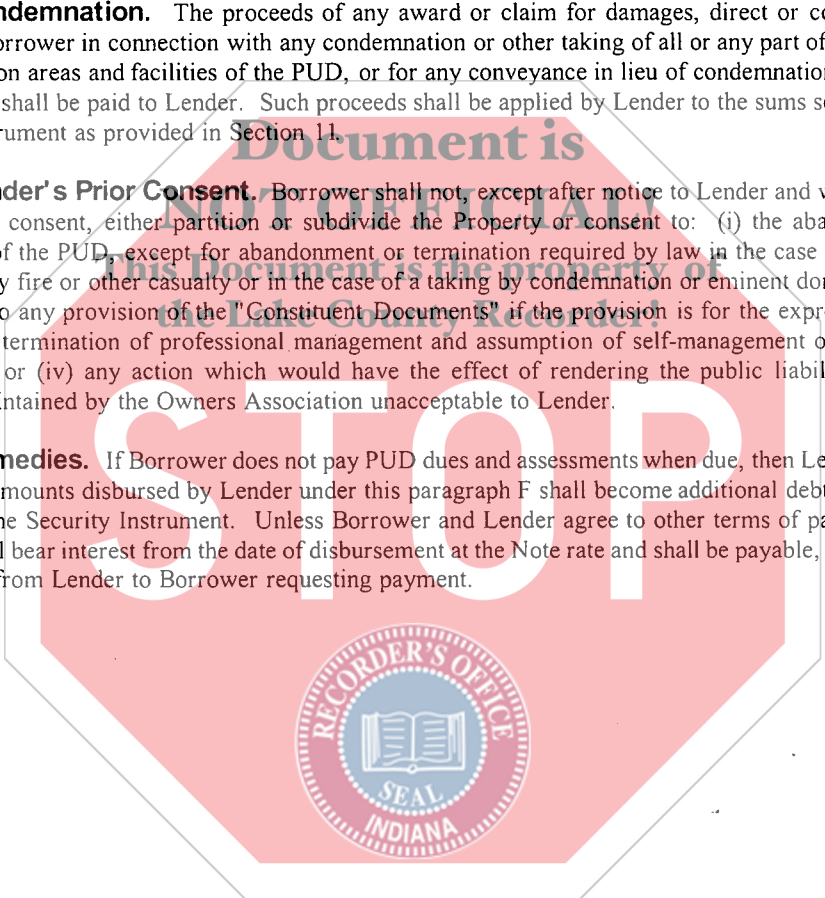 ndemnation. The proceeds of any award or claim for damages, direct or co
orrower in connection with any condemnation or other taking of all or any part of
on areas and facilities of the PUD, or for any conveyance in lieu of condemnation
shall be paid to Lender. Such proceeds shall be applied by Lender to the sums se
rument as provided in Section 11.
Document is
nder's Prior Consent. Borrower shall not, except after notice to Lender and w
NOT OFFICIAL!
consent, either partition or subdivide the Property or consent to: (i) the aba
of the PUD, except for abandonment or termination required by law in the case
This Document is the property of
y fire or other casualty or in the case of a taking by condemnation or eminent dom
o any provision of the "Constituent Documents" if the provision is for the expre
the Lake County Recorder!
termination of professional management and assumption of self-management o
or (iv) any action which would have the effect of rendering the public liabil
intained by the Owners Association unacceptable to Lender.
STOP
medies. If Borrower does not pay PUD dues and assessments when due, then Le
mounts disbursed by Lender under this paragraph F shall become additional debt
ne Security Instrument. Unless Borrower and Lender agree to other terms of pa
l bear interest from the date of disbursement at the Note rate and shall be payable,
from Lender to Borrower requesting payment.
RECORDER'S OFFICE
SEAL
INDIANA